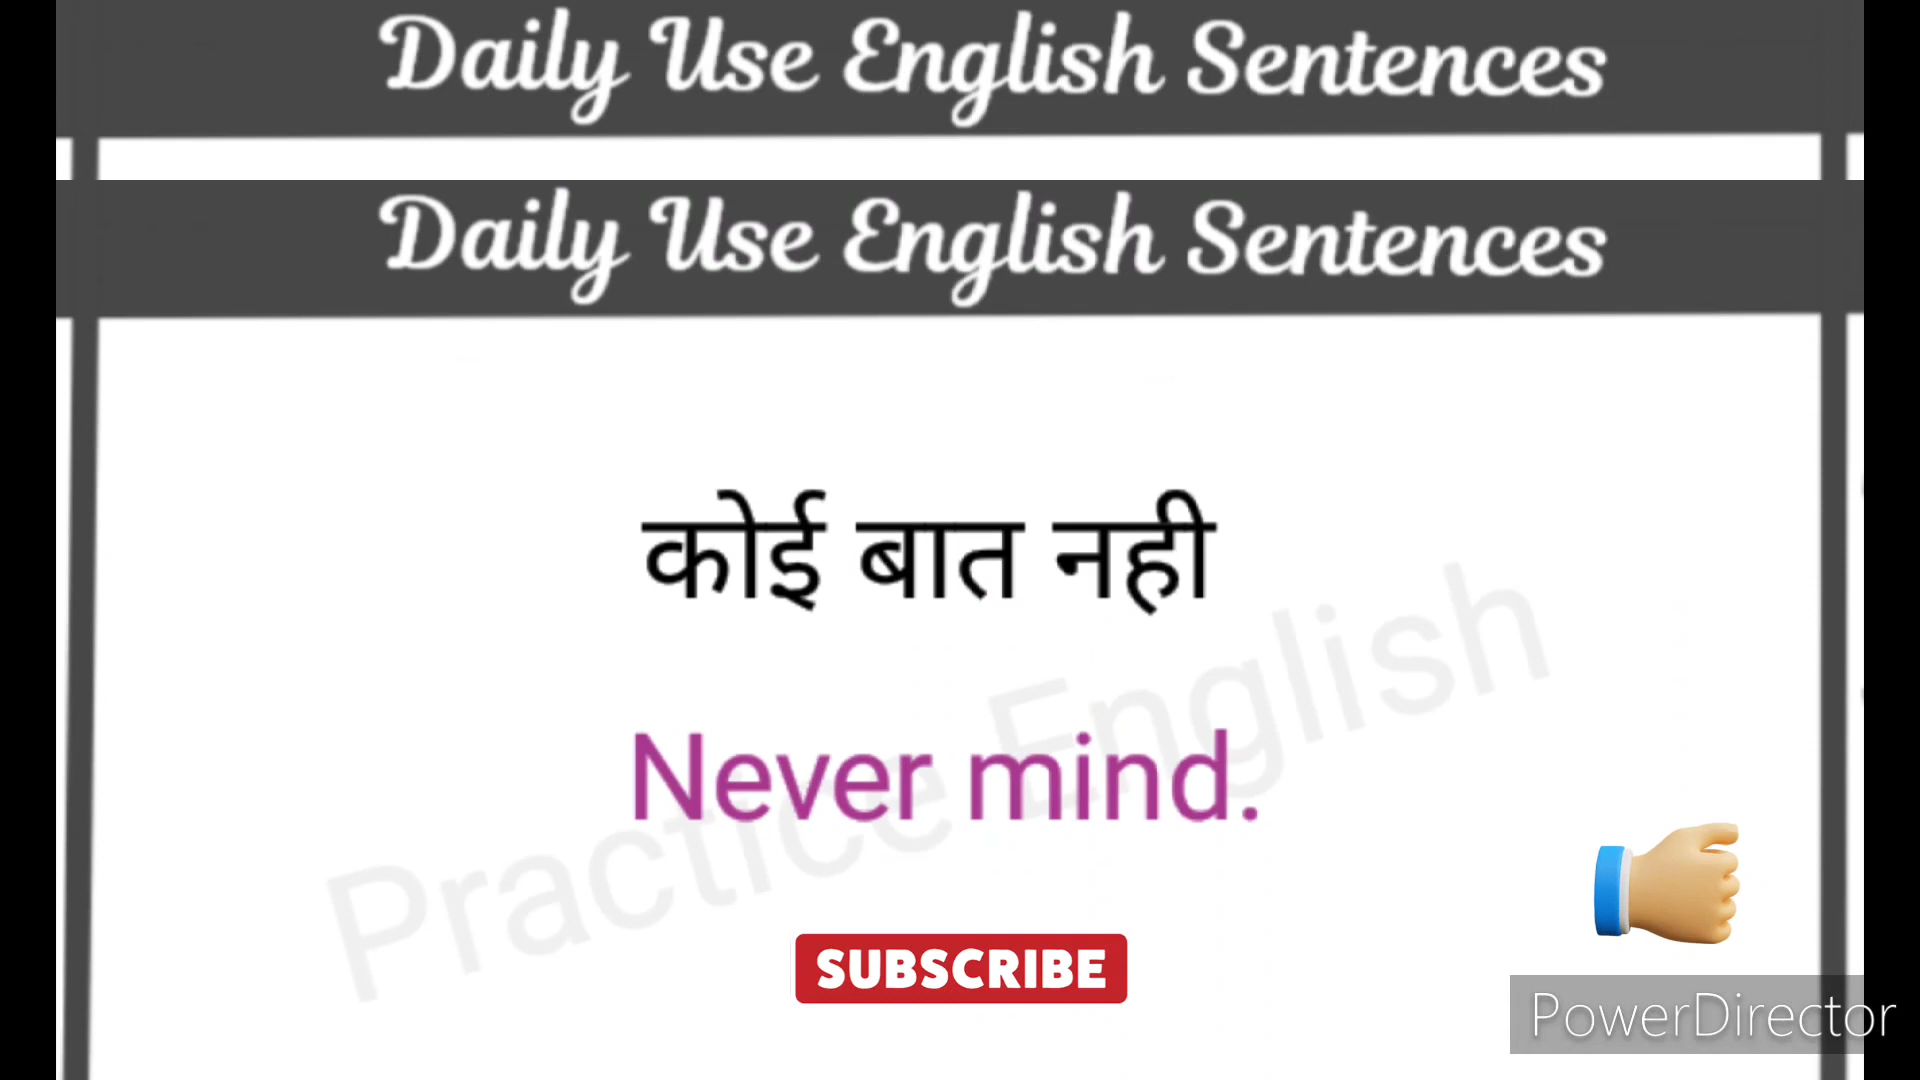 Daily Use English Sentences
Daily Use English Sentences
कोई बात नही
Never mind.
Practice English
SUBSCRIBE
PowerDirector